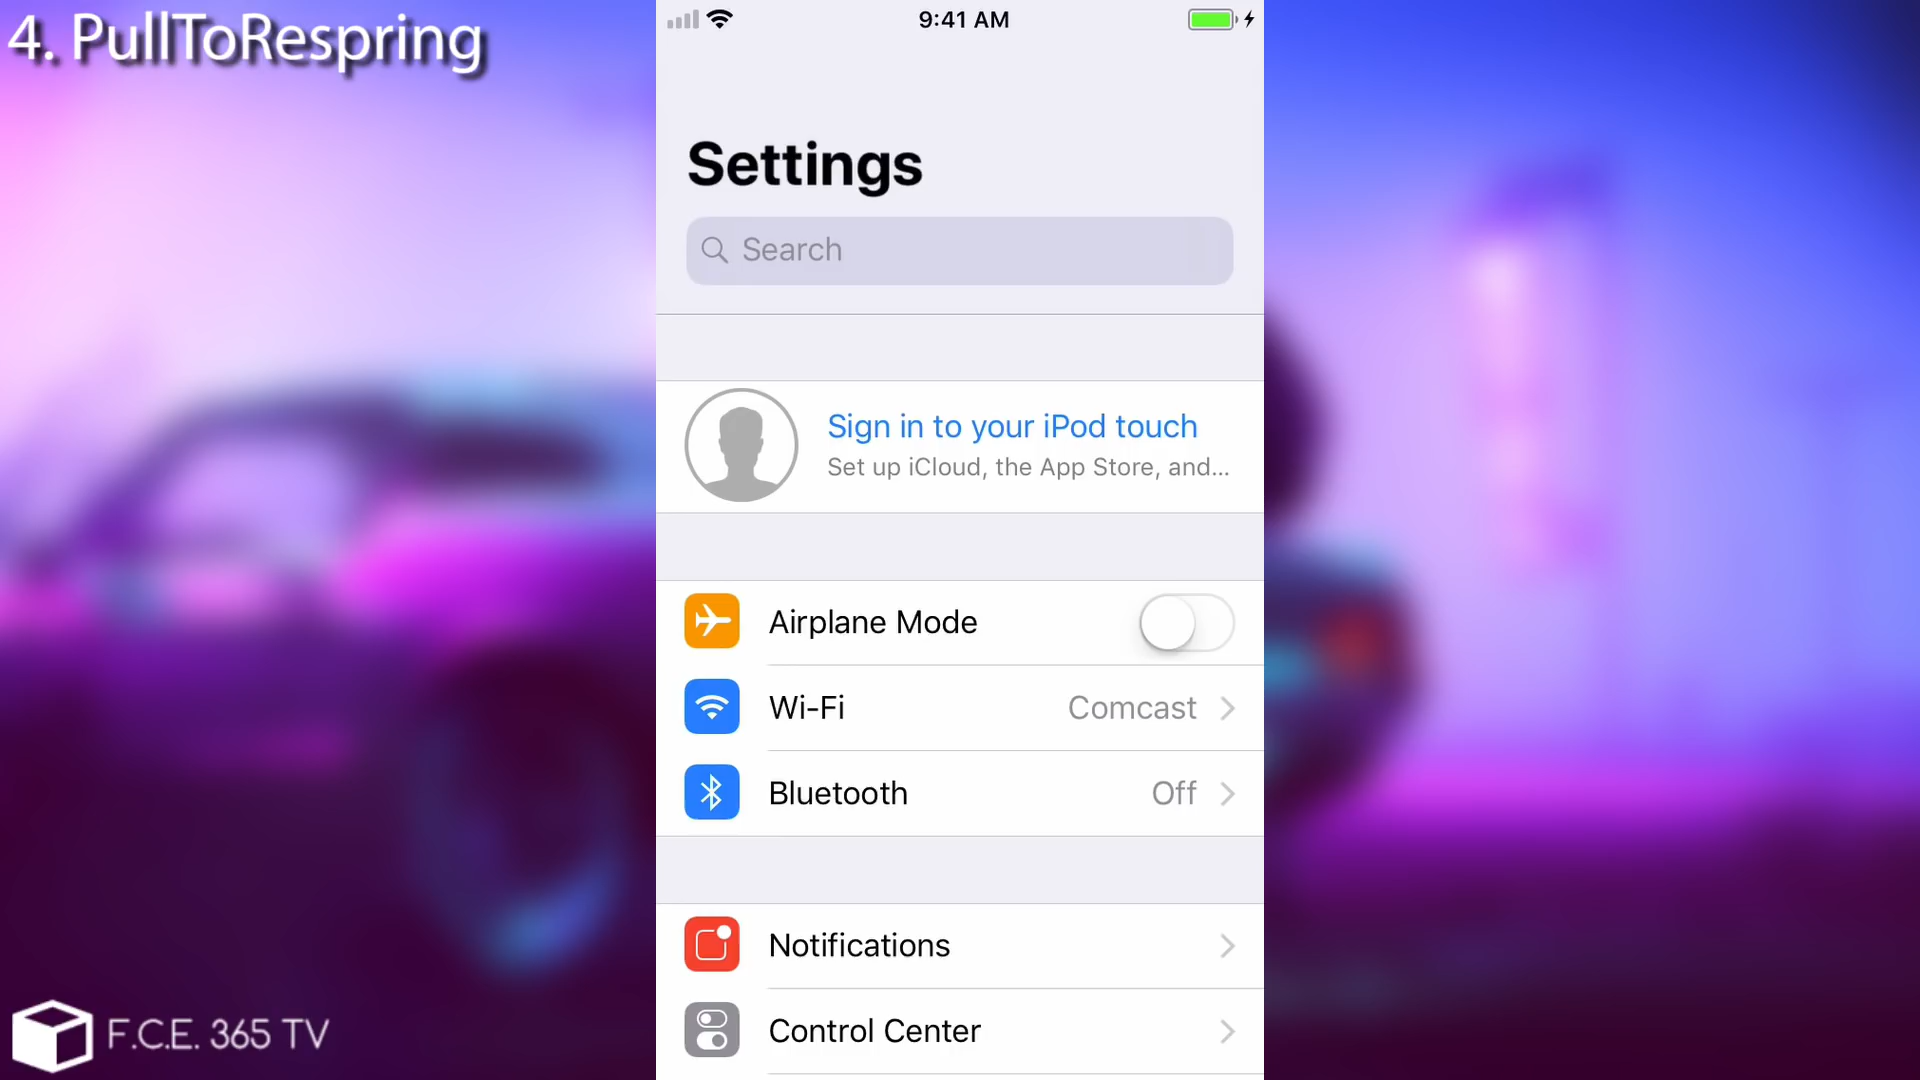 4. PullToRespring
9:41 AM
Settings
Search
Sign in to your iPod touch
Set up iCloud, the App Store, and...
Airplane Mode
Wi-Fi Comcast
Bluetooth Off
Notifications
Control Center
F.C.E. 365 TV